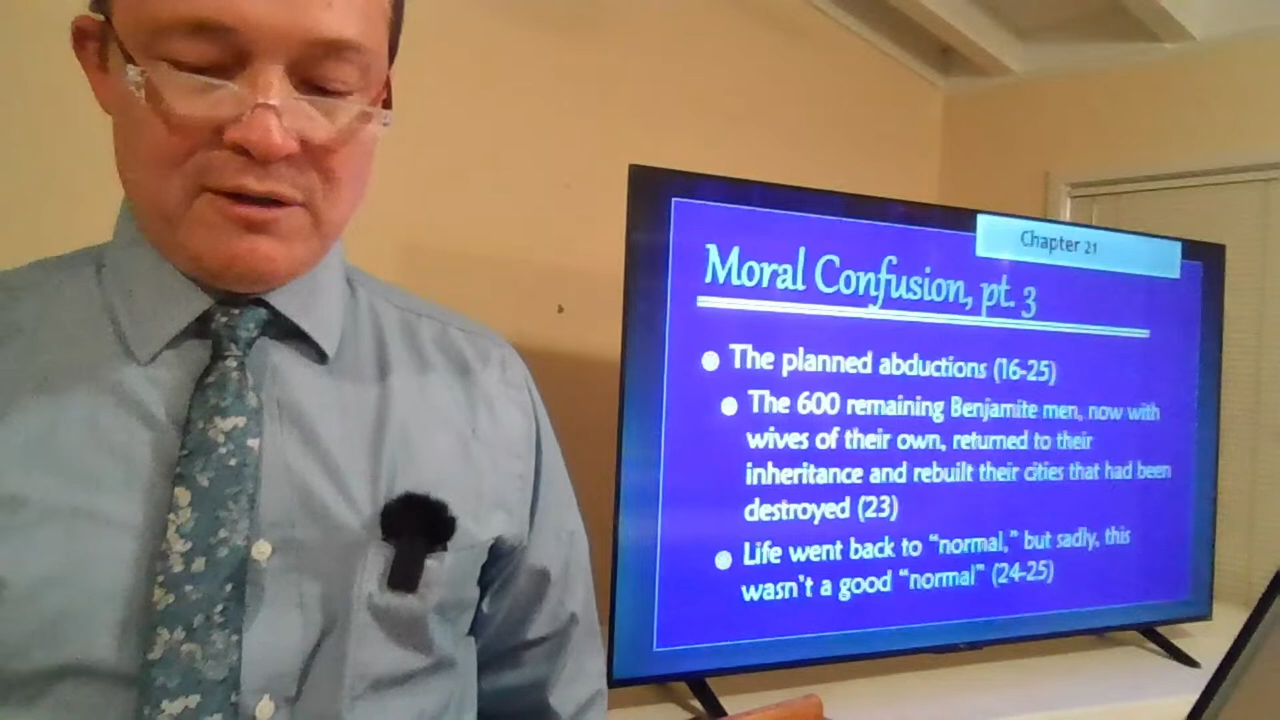 Chapter 21
Moral Confusion, pt. 3
The planned abductions (16-25)
The 600 remaining Benjamite men, now with
wives of their own, returned to their
inheritance and rebuilt their cities that had been
destroyed (23)
Life went back to “normal,” but sadly, this
wasn't a good “normal” (24-25)